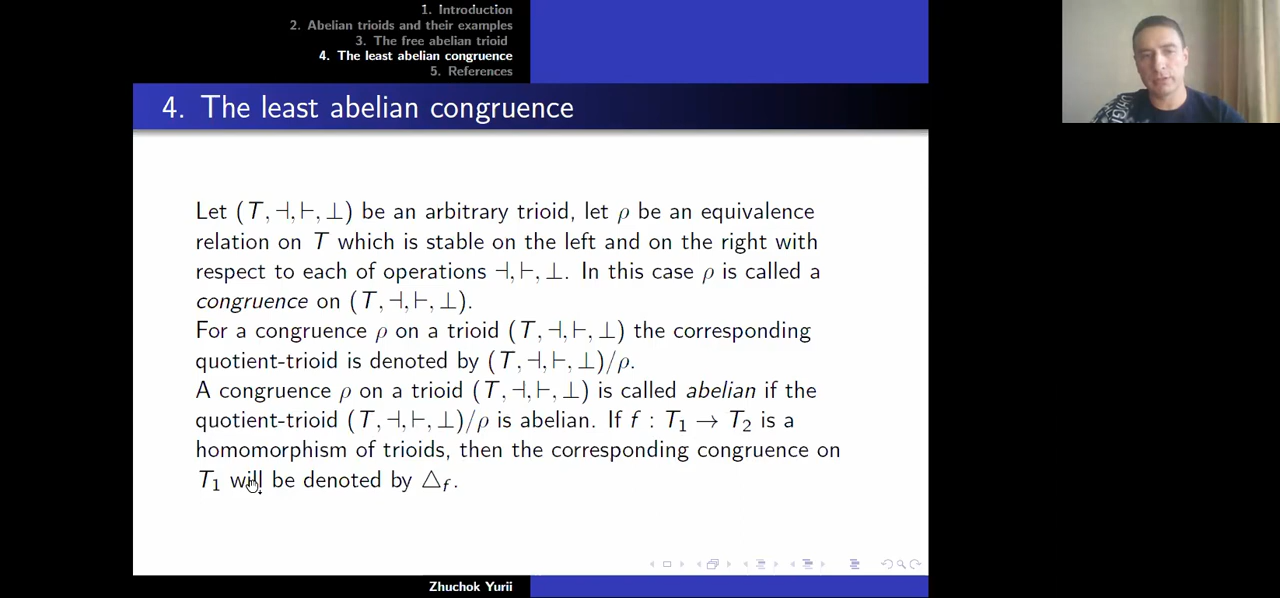 1. Introduction
2. Abelian trioids and their examples
3. The free abelian trioid
4. The least abelian congruence
5. References
4. The least abelian congruence
Let (T, ⊣, ⊢, ⊥) be an arbitrary trioid, let ρ be an equivalence
relation on T which is stable on the left and on the right with
respect to each of operations ⊣, ⊢, ⊥. In this case ρ is called a
congruence on (T, ⊣, ⊢, ⊥).
For a congruence ρ on a trioid (T, ⊣, ⊢, ⊥) the corresponding
quotient-trioid is denoted by (T, ⊣, ⊢, ⊥)/ρ.
A congruence ρ on a trioid (T, ⊣, ⊢, ⊥) is called abelian if the
quotient-trioid (T, ⊣, ⊢, ⊥)/ρ is abelian. If f : T₁ → T₂ is a
homomorphism of trioids, then the corresponding congruence on
T₁ will be denoted by △f.
Zhuchok Yurii